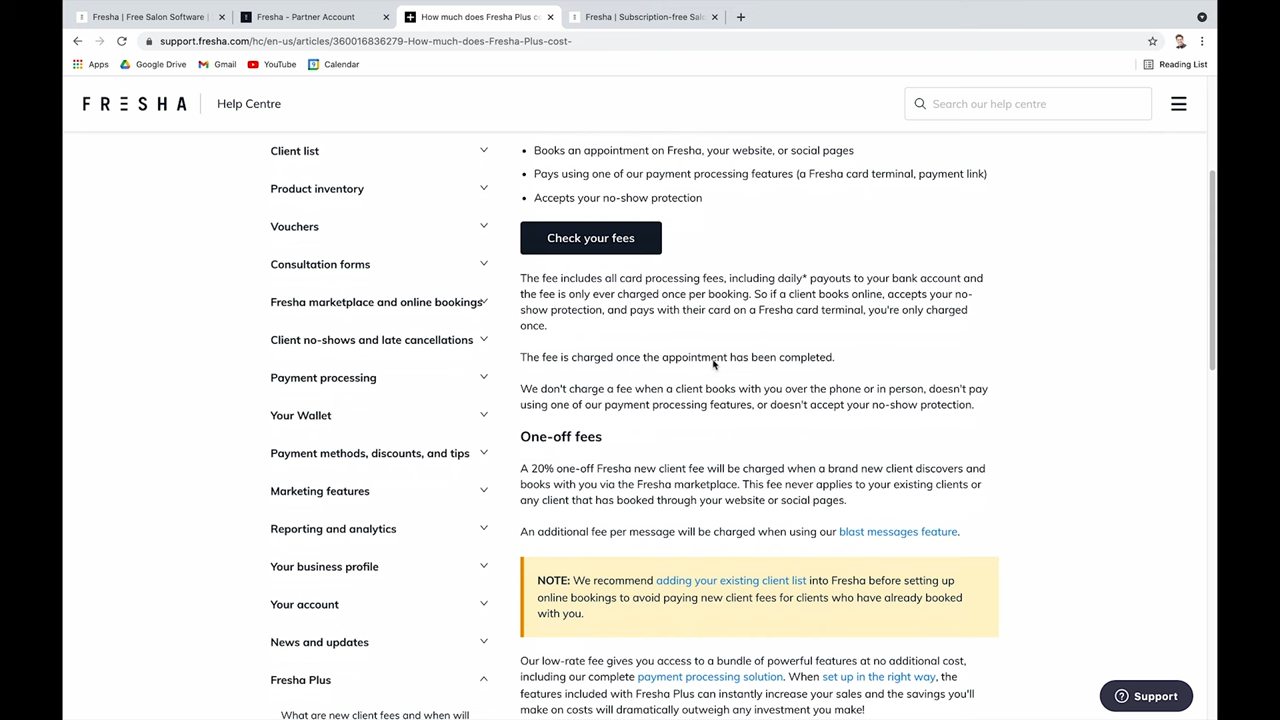 Fresha | Free Salon Software |
Fresha - Partner Account
How much does Fresha Plus co
Fresha | Subscription-free Sal
support.fresha.com/hc/en-us/articles/360016836279-How-much-does-Fresha-Plus-cost-
Apps
Google Drive
Gmail
YouTube
Calendar
Reading List
FRESHA
Help Centre
Search our help centre
Client list
Product inventory
Vouchers
Consultation forms
Fresha marketplace and online bookings
Client no-shows and late cancellations
Payment processing
Your Wallet
Payment methods, discounts, and tips
Marketing features
Reporting and analytics
Your business profile
Your account
News and updates
Fresha Plus
What are new client fees and when will
• Books an appointment on Fresha, your website, or social pages
• Pays using one of our payment processing features (a Fresha card terminal, payment link)
• Accepts your no-show protection
Check your fees
The fee includes all card processing fees, including daily* payouts to your bank account and
the fee is only ever charged once per booking. So if a client books online, accepts your no-
show protection, and pays with their card on a Fresha card terminal, you're only charged
once.
The fee is charged once the appointment has been completed.
We don't charge a fee when a client books with you over the phone or in person, doesn't pay
using one of our payment processing features, or doesn't accept your no-show protection.
One-off fees
A 20% one-off Fresha new client fee will be charged when a brand new client discovers and
books with you via the Fresha marketplace. This fee never applies to your existing clients or
any client that has booked through your website or social pages.
An additional fee per message will be charged when using our blast messages feature.
NOTE: We recommend adding your existing client list into Fresha before setting up
online bookings to avoid paying new client fees for clients who have already booked
with you.
Our low-rate fee gives you access to a bundle of powerful features at no additional cost,
including our complete payment processing solution. When set up in the right way, the
features included with Fresha Plus can instantly increase your sales and the savings you'll
make on costs will dramatically outweigh any investment you make!
Support